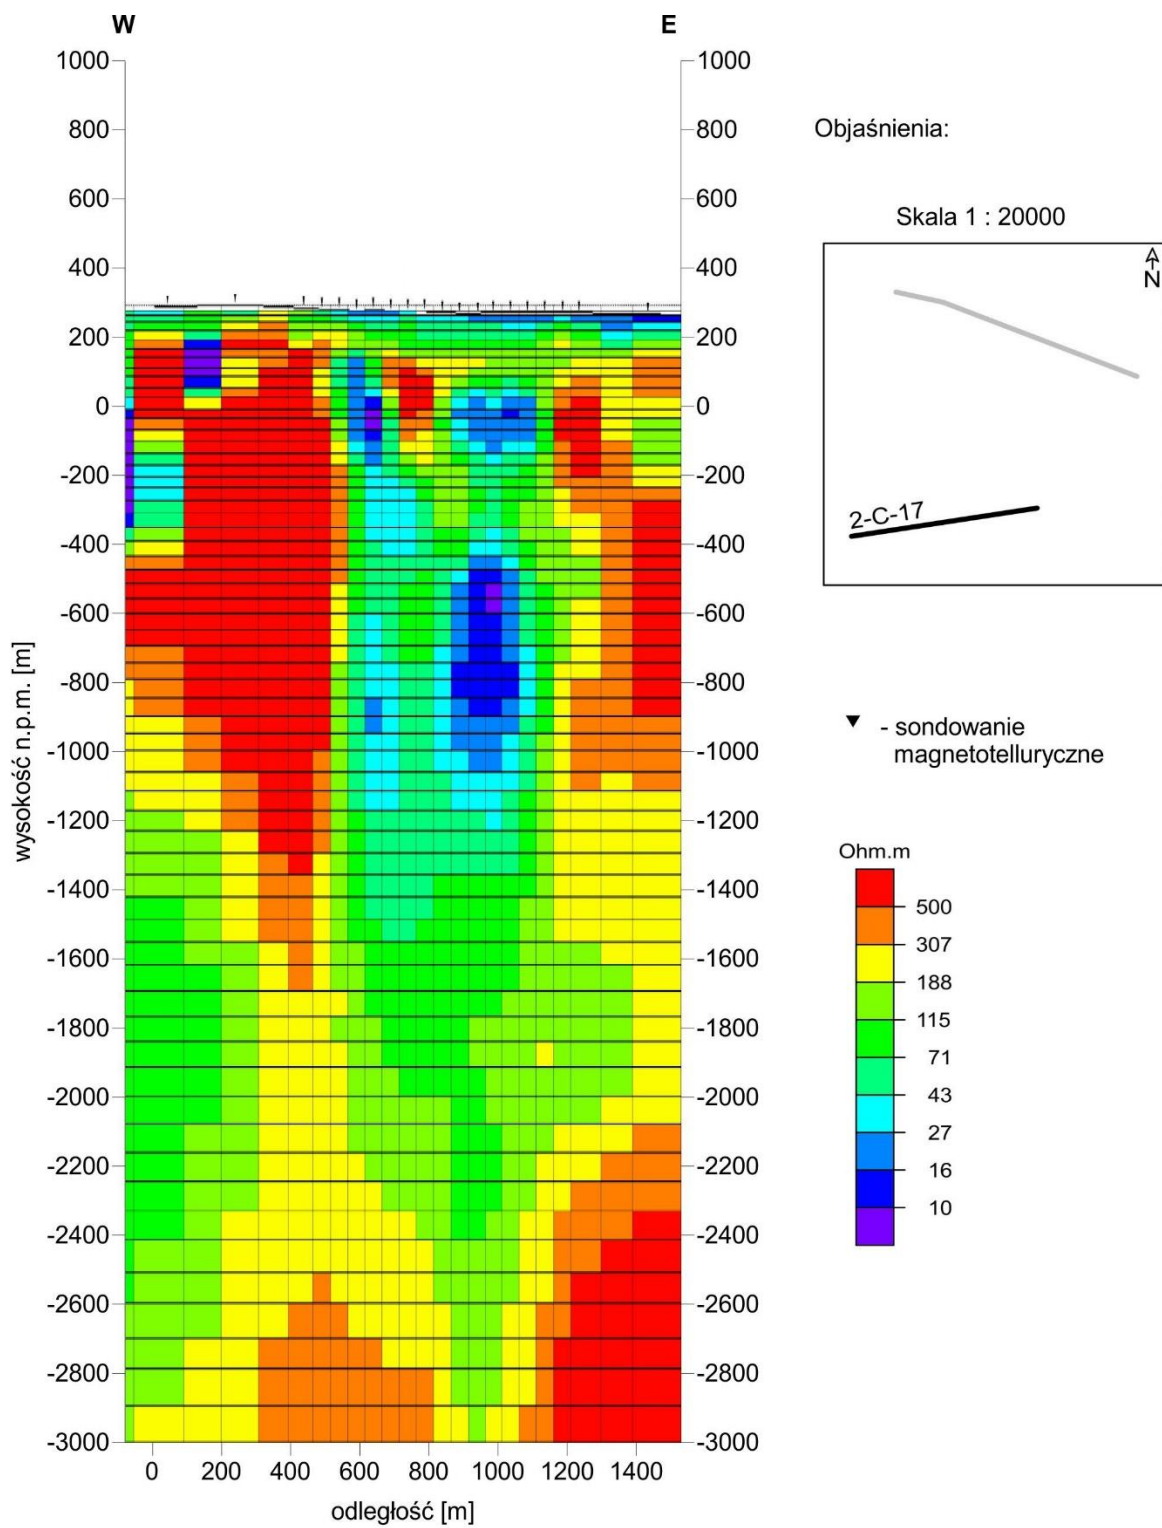 W E
1000 1000
800 800
600 600
400 400
200 200
0 0
-200 -200
-400 -400
-600 -600
-800 -800
-1000 -1000
-1200 -1200
-1400 -1400
-1600 -1600
-1800 -1800
-2000 -2000
-2200 -2200
-2400 -2400
-2600 -2600
-2800 -2800
-3000 -3000
wysokość n.p.m. [m]
0 200 400 600 800 1000 1200 1400
odległość [m]
Objaśnienia:
Skala 1 : 20000
N
2-C-17
- sondowanie
magnetotelluryczne
Ohm.m
500
307
188
115
71
43
27
16
10